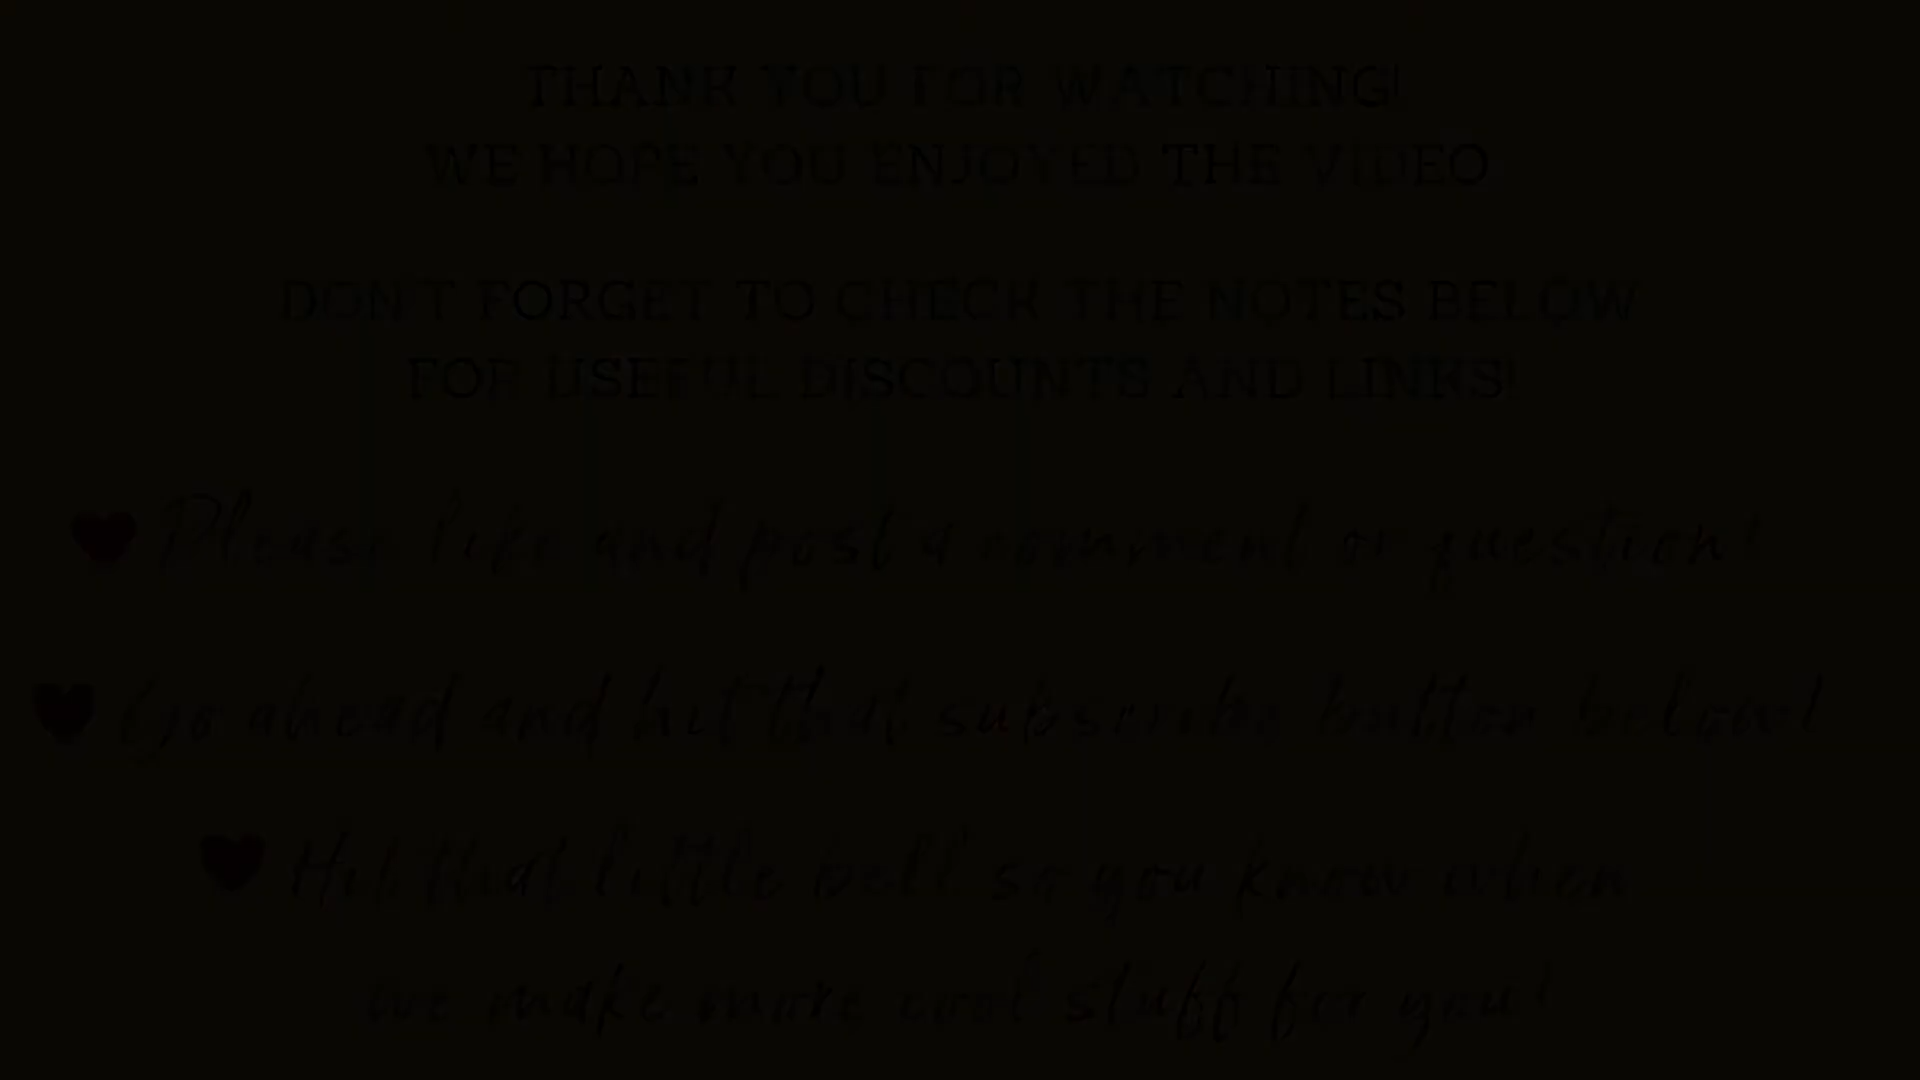 THANK YOU FOR WATCHING!
WE HOPE YOU ENJOYED THE VIDEO
DON'T FORGET TO CHECK THE NOTES BELOW
FOR USEFUL DISCOUNTS AND LINKS!
♥ Please like and post a comment or question!
♥ Go ahead and hit that subscribe button below!
♥ Hit that little bell so you know when
we make more cool stuff for you!